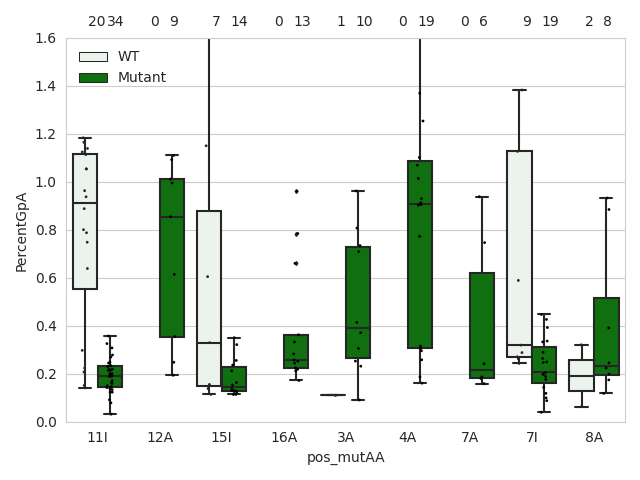 20 34 0 9 7 14 0 13 1 10 0 19 0 6 9 19 2 8
1.6
WT
Mutant
1.4
1.2
1.0
0.8
0.6
0.4
0.2
0.0
PercentGpA
11I 12A 15I 16A 3A 4A 7A 7I 8A
pos_mutAA